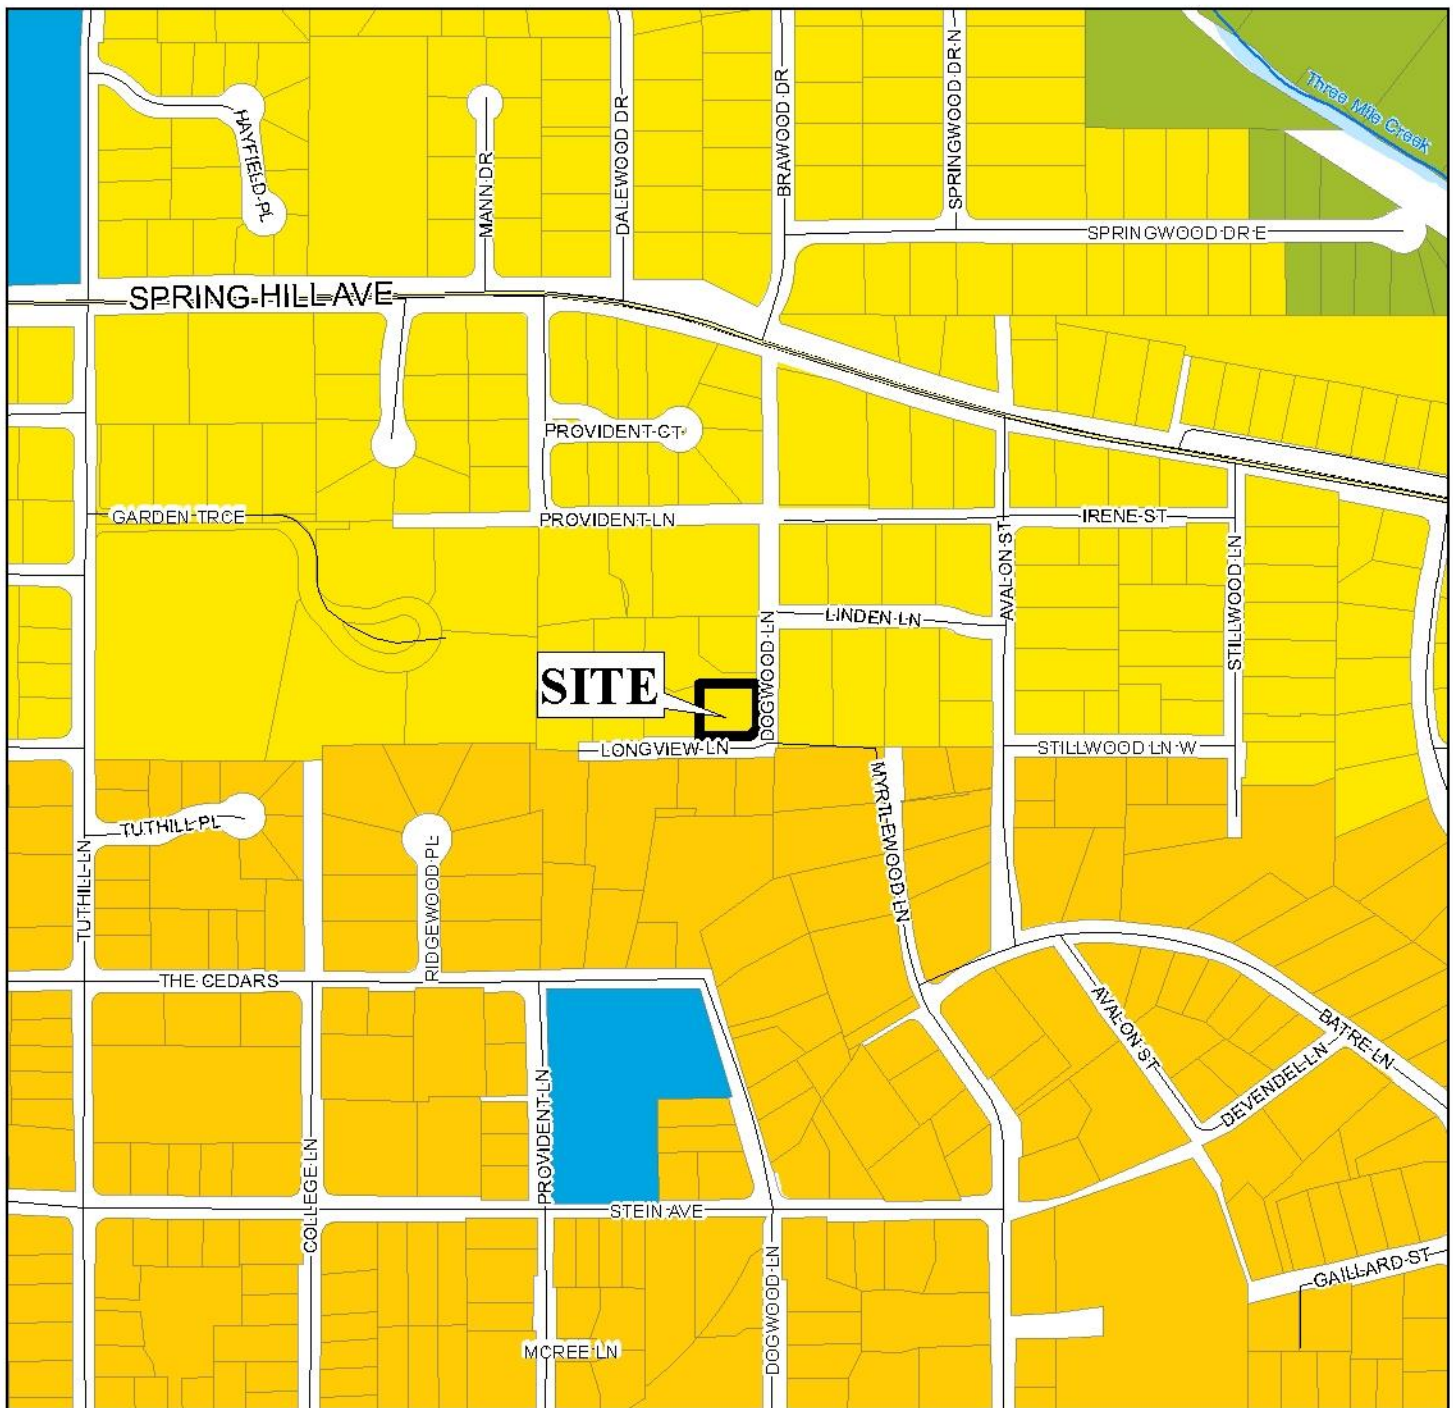 Three Mile Creek
HAYFIELD PL
MANN DR
DALEWOOD DR
BRAWOOD DR
SPRINGWOOD DR N
SPRINGWOOD DR E
SPRING HILL AVE
PROVIDENT CT
GARDEN TRCE
PROVIDENT LN
IRENE ST
AVALON ST
STILLWOOD LN
LINDEN LN
DOGWOOD LN
SITE
LONGVIEW LN
STILLWOOD LN W
MYRTLEWOOD LN
TUTHILL PL
TUTHILL LN
RIDGEWOOD PL
THE CEDARS
AVALON ST
BATRE LN
DEVENDEL LN
PROVIDENT LN
COLLEGE LN
STEIN AVE
DOGWOOD LN
GAILLARD ST
MCREE LN